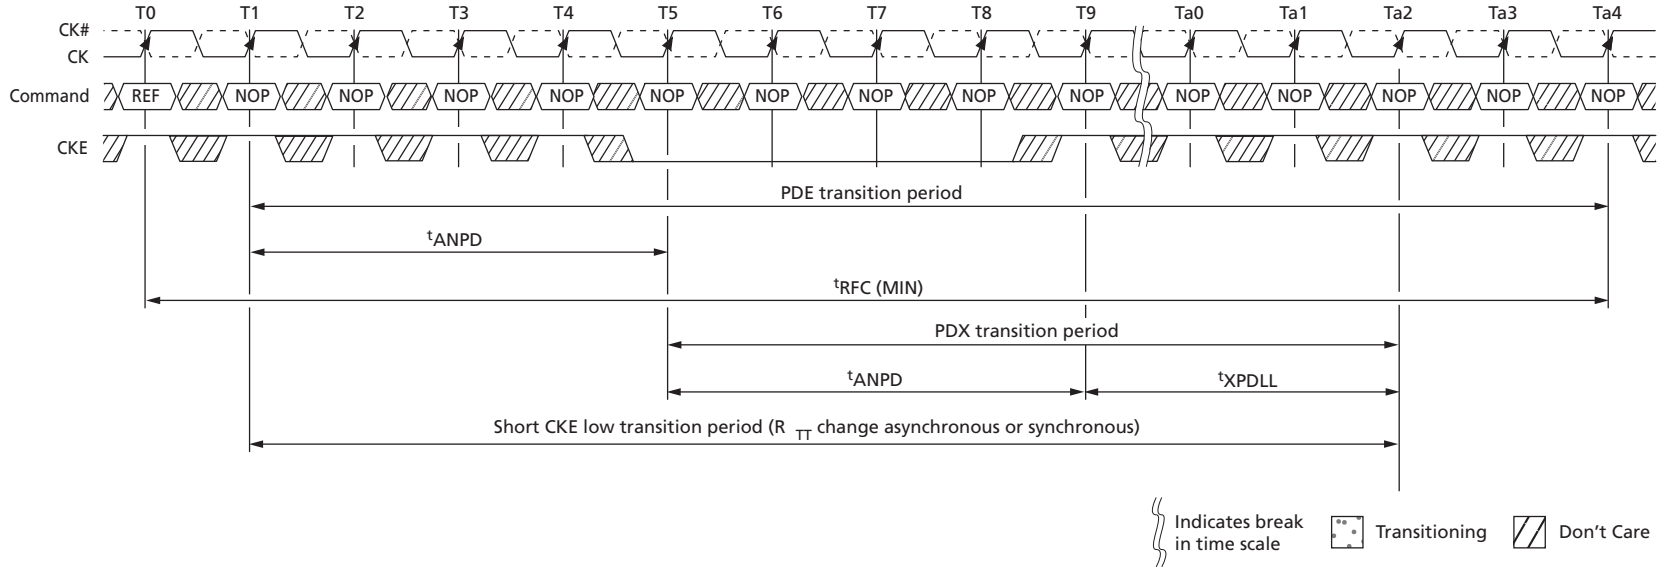 T0 T1 T2 T3 T4 T5 T6 T7 T8 T9 Ta0 Ta1 Ta2 Ta3 Ta4
CK#
CK
Command REF NOP NOP NOP NOP NOP NOP NOP NOP NOP NOP NOP NOP NOP NOP
CKE
PDE transition period
tANPD
tRFC (MIN)
PDX transition period
tANPD tXPDLL
Short CKE low transition period (R TT change asynchronous or synchronous)
Indicates break
in time scale
Transitioning
Don't Care